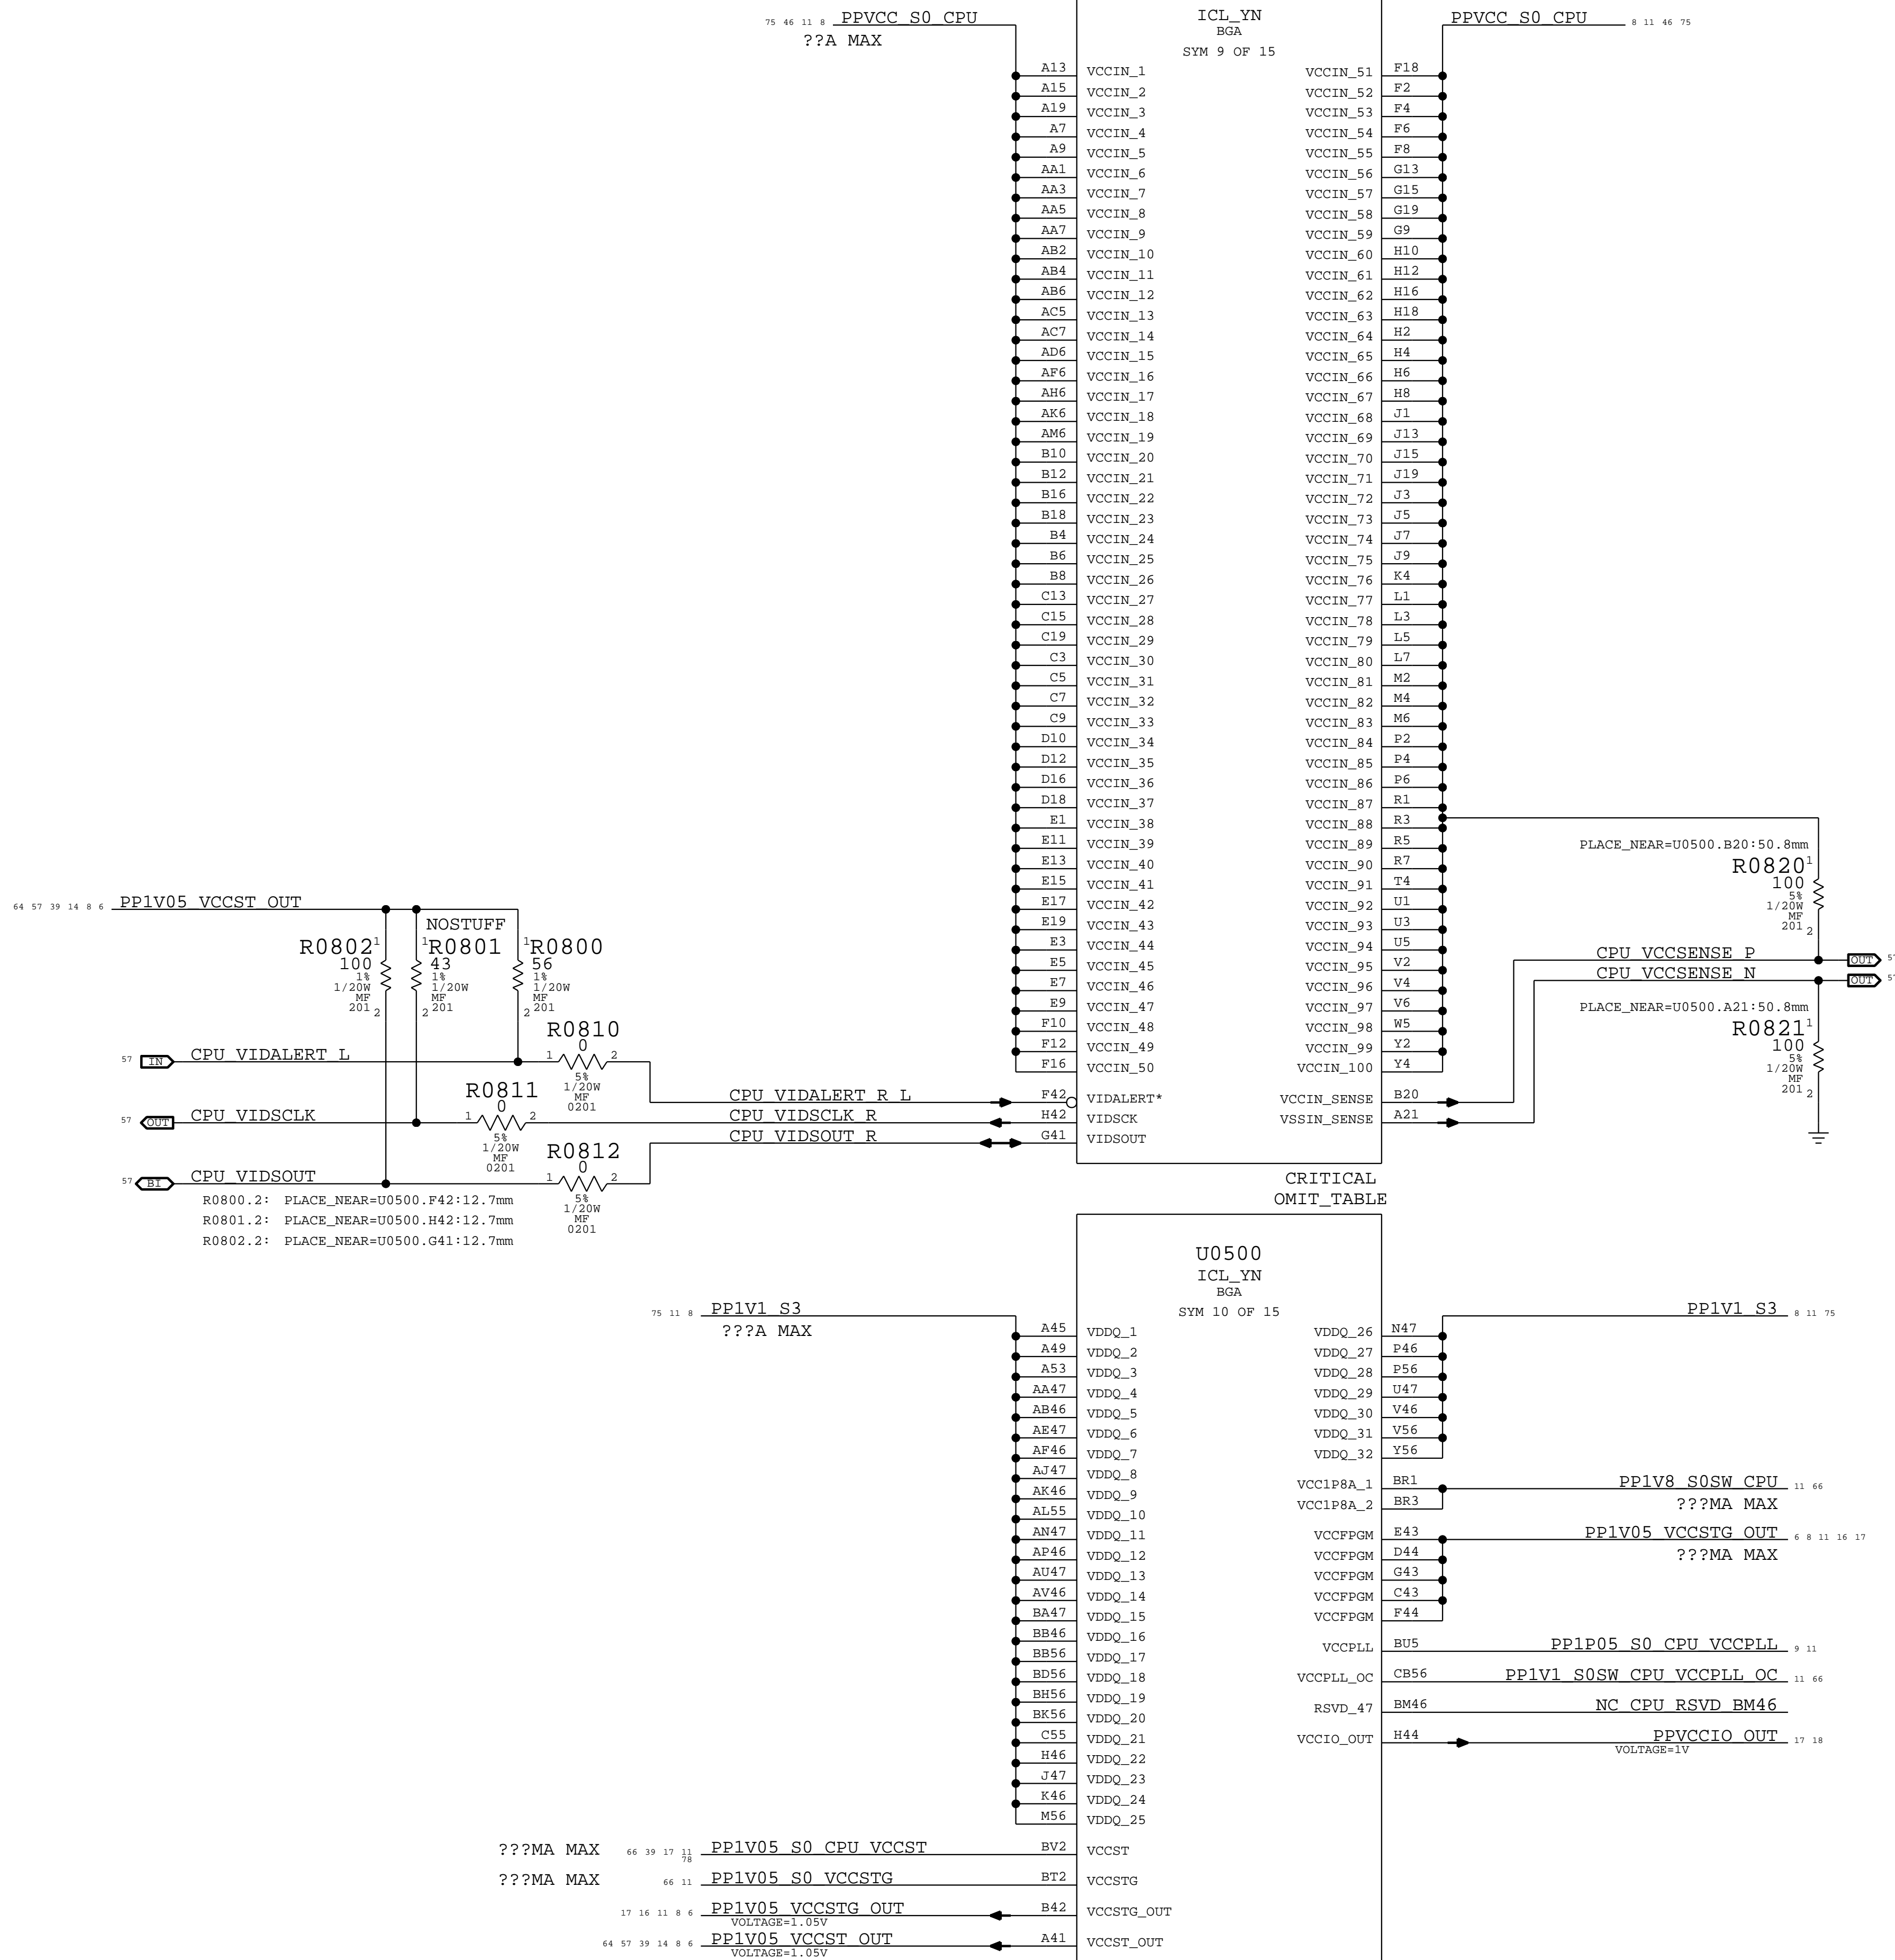 75 46 11 8 PPVCC_S0_CPU
??A MAX
ICL_YN
BGA
SYM 9 OF 15
PPVCC_S0_CPU 8 11 46 75
A13 VCCIN_1 VCCIN_51 F18
A15 VCCIN_2 VCCIN_52 F2
A19 VCCIN_3 VCCIN_53 F4
A7 VCCIN_4 VCCIN_54 F6
A9 VCCIN_5 VCCIN_55 F8
AA1 VCCIN_6 VCCIN_56 G13
AA3 VCCIN_7 VCCIN_57 G15
AA5 VCCIN_8 VCCIN_58 G19
AA7 VCCIN_9 VCCIN_59 G9
AB2 VCCIN_10 VCCIN_60 H10
AB4 VCCIN_11 VCCIN_61 H12
AB6 VCCIN_12 VCCIN_62 H16
AC5 VCCIN_13 VCCIN_63 H18
AC7 VCCIN_14 VCCIN_64 H2
AD6 VCCIN_15 VCCIN_65 H4
AF6 VCCIN_16 VCCIN_66 H6
AH6 VCCIN_17 VCCIN_67 H8
AK6 VCCIN_18 VCCIN_68 J1
AM6 VCCIN_19 VCCIN_69 J13
B10 VCCIN_20 VCCIN_70 J15
B12 VCCIN_21 VCCIN_71 J19
B16 VCCIN_22 VCCIN_72 J3
B18 VCCIN_23 VCCIN_73 J5
B4 VCCIN_24 VCCIN_74 J7
B6 VCCIN_25 VCCIN_75 J9
B8 VCCIN_26 VCCIN_76 K4
C13 VCCIN_27 VCCIN_77 L1
C15 VCCIN_28 VCCIN_78 L3
C19 VCCIN_29 VCCIN_79 L5
C3 VCCIN_30 VCCIN_80 L7
C5 VCCIN_31 VCCIN_81 M2
C7 VCCIN_32 VCCIN_82 M4
C9 VCCIN_33 VCCIN_83 M6
D10 VCCIN_34 VCCIN_84 P2
D12 VCCIN_35 VCCIN_85 P4
D16 VCCIN_36 VCCIN_86 P6
D18 VCCIN_37 VCCIN_87 R1
E1 VCCIN_38 VCCIN_88 R3
E11 VCCIN_39 VCCIN_89 R5
E13 VCCIN_40 VCCIN_90 R7
E15 VCCIN_41 VCCIN_91 T4
E17 VCCIN_42 VCCIN_92 U1
E19 VCCIN_43 VCCIN_93 U3
E3 VCCIN_44 VCCIN_94 U5
E5 VCCIN_45 VCCIN_95 V2
E7 VCCIN_46 VCCIN_96 V4
E9 VCCIN_47 VCCIN_97 V6
F10 VCCIN_48 VCCIN_98 W5
F12 VCCIN_49 VCCIN_99 Y2
F16 VCCIN_50 VCCIN_100 Y4
F42 VIDALERT* VCCIN_SENSE B20
H42 VIDSCK VSSIN_SENSE A21
G41 VIDSOUT
PLACE_NEAR=U0500.B20:50.8mm
R0820 1
100
5%
1/20W
MF
201 2
CPU_VCCSENSE_P OUT
CPU_VCCSENSE_N OUT
PLACE_NEAR=U0500.A21:50.8mm
R0821 1
100
5%
1/20W
MF
201 2
64 57 39 14 8 6 PP1V05_VCCST_OUT
NOSTUFF
R0802 1
100
1%
1/20W
MF
201 2
1 R0801
43
1%
1/20W
MF
2 201
1 R0800
56
1%
1/20W
MF
2 201
57 IN CPU_VIDALERT_L
R0810
0
1 2
5%
1/20W
MF
0201
CPU_VIDALERT_R_L
57 OUT CPU_VIDSCLK
R0811
0
1 2
5%
1/20W
MF
0201
CPU_VIDSCLK_R
CPU_VIDSOUT_R
57 BI CPU_VIDSOUT
R0812
0
1 2
5%
1/20W
MF
0201
R0800.2: PLACE_NEAR=U0500.F42:12.7mm
R0801.2: PLACE_NEAR=U0500.H42:12.7mm
R0802.2: PLACE_NEAR=U0500.G41:12.7mm
CRITICAL
OMIT_TABLE
U0500
ICL_YN
BGA
SYM 10 OF 15
75 11 8 PP1V1_S3
???A MAX
PP1V1_S3 8 11 75
A45 VDDQ_1 VDDQ_26 N47
A49 VDDQ_2 VDDQ_27 P46
A53 VDDQ_3 VDDQ_28 P56
AA47 VDDQ_4 VDDQ_29 U47
AB46 VDDQ_5 VDDQ_30 V46
AE47 VDDQ_6 VDDQ_31 V56
AF46 VDDQ_7 VDDQ_32 Y56
AJ47 VDDQ_8
AK46 VDDQ_9
AL55 VDDQ_10
AN47 VDDQ_11
AP46 VDDQ_12
AU47 VDDQ_13
AV46 VDDQ_14
BA47 VDDQ_15
BB46 VDDQ_16
BB56 VDDQ_17
BD56 VDDQ_18
BH56 VDDQ_19
BK56 VDDQ_20
C55 VDDQ_21
H46 VDDQ_22
J47 VDDQ_23
K46 VDDQ_24
M56 VDDQ_25
VCC1P8A_1 BR1 PP1V8_S0SW_CPU 11 66
VCC1P8A_2 BR3 ???MA MAX
VCCFPGM E43 PP1V05_VCCSTG_OUT 6 8 11 16 17
VCCFPGM D44 ???MA MAX
VCCFPGM G43
VCCFPGM C43
VCCFPGM F44
VCCPLL BU5 PP1P05_S0_CPU_VCCPLL 9 11
VCCPLL_OC CB56 PP1V1_S0SW_CPU_VCCPLL_OC 11 66
RSVD_47 BM46 NC_CPU_RSVD_BM46
VCCIO_OUT H44 PPVCCIO_OUT 17 18
VOLTAGE=1V
???MA MAX 66 39 17 11 PP1V05_S0_CPU_VCCST BV2 VCCST
78
???MA MAX 66 11 PP1V05_S0_VCCSTG BT2 VCCSTG
17 16 11 8 6 PP1V05_VCCSTG_OUT B42 VCCSTG_OUT
VOLTAGE=1.05V
64 57 39 14 8 6 PP1V05_VCCST_OUT A41 VCCST_OUT
VOLTAGE=1.05V